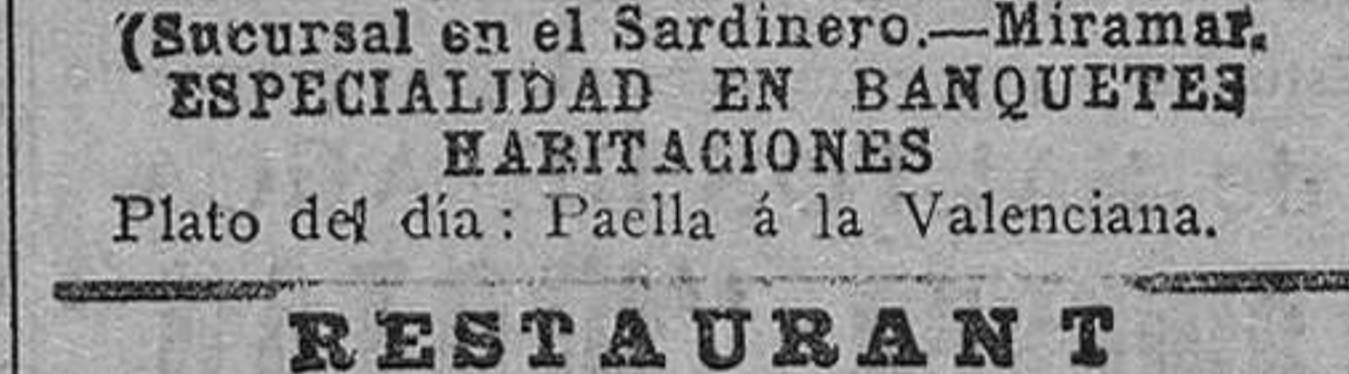 (Sucursal en el Sardinero.—Miramar.
ESPECIALIDAD EN BANQUETES
HABITACIONES
Plato del día: Paella á la Valenciana.
RESTAURANT